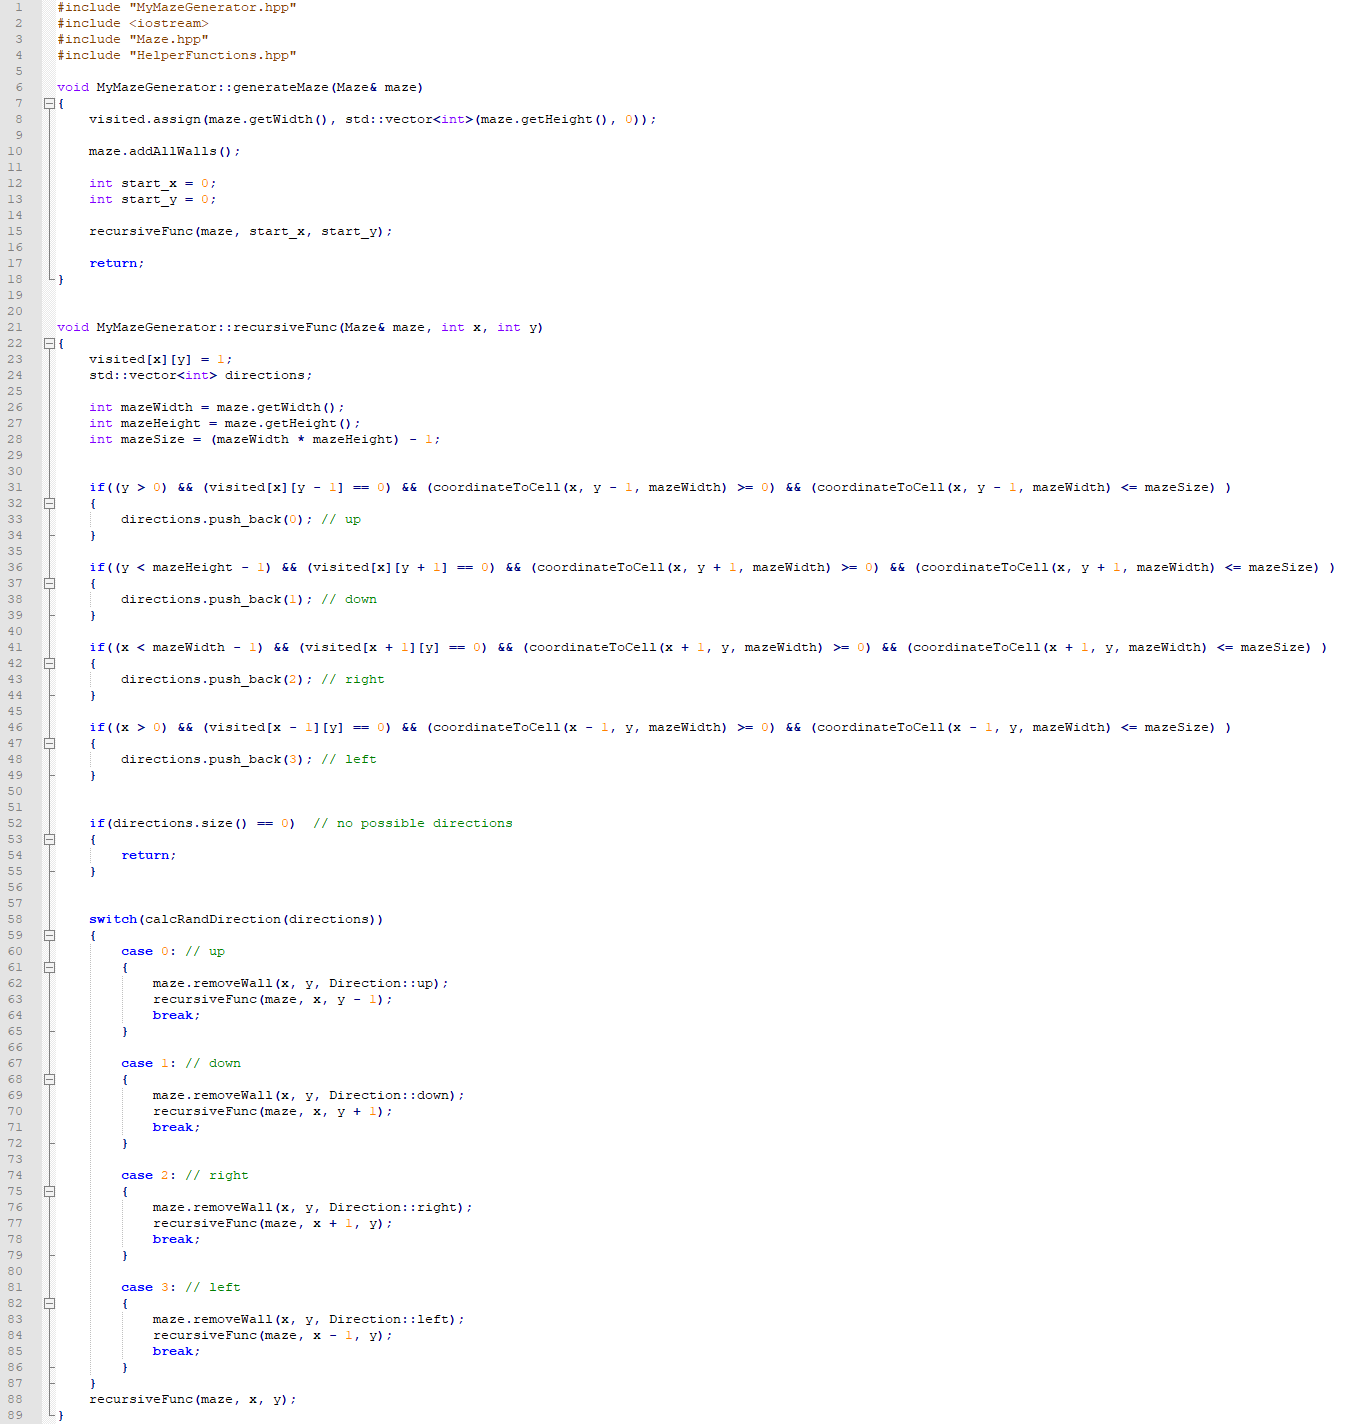 1 #include "MyMazeGenerator.hpp"
2 #include <iostream>
3 #include "Maze.hpp"
4 #include "HelperFunctions.hpp"
5
6 void MyMazeGenerator::generateMaze(Maze& maze)
7 {
8 visited.assign(maze.getWidth(), std::vector<int>(maze.getHeight(), 0));
9
10 maze.addAllWalls();
11
12 int start_x = 0;
13 int start_y = 0;
14
15 recursiveFunc(maze, start_x, start_y);
16
17 return;
18 }
19
20
21 void MyMazeGenerator::recursiveFunc(Maze& maze, int x, int y)
22 {
23 visited[x][y] = 1;
24 std::vector<int> directions;
25
26 int mazeWidth = maze.getWidth();
27 int mazeHeight = maze.getHeight();
28 int mazeSize = (mazeWidth * mazeHeight) - 1;
29
30
31 if((y > 0) && (visited[x][y - 1] == 0) && (coordinateToCell(x, y - 1, mazeWidth) >= 0) && (coordinateToCell(x, y - 1, mazeWidth) <= mazeSize) )
32 {
33 directions.push_back(0); // up
34 }
35
36 if((y < mazeHeight - 1) && (visited[x][y + 1] == 0) && (coordinateToCell(x, y + 1, mazeWidth) >= 0) && (coordinateToCell(x, y + 1, mazeWidth) <= mazeSize) )
37 {
38 directions.push_back(1); // down
39 }
40
41 if((x < mazeWidth - 1) && (visited[x + 1][y] == 0) && (coordinateToCell(x + 1, y, mazeWidth) >= 0) && (coordinateToCell(x + 1, y, mazeWidth) <= mazeSize) )
42 {
43 directions.push_back(2); // right
44 }
45
46 if((x > 0) && (visited[x - 1][y] == 0) && (coordinateToCell(x - 1, y, mazeWidth) >= 0) && (coordinateToCell(x - 1, y, mazeWidth) <= mazeSize) )
47 {
48 directions.push_back(3); // left
49 }
50
51
52 if(directions.size() == 0) // no possible directions
53 {
54 return;
55 }
56
57
58 switch(calcRandDirection(directions))
59 {
60 case 0: // up
61 {
62 maze.removeWall(x, y, Direction::up);
63 recursiveFunc(maze, x, y - 1);
64 break;
65 }
66
67 case 1: // down
68 {
69 maze.removeWall(x, y, Direction::down);
70 recursiveFunc(maze, x, y + 1);
71 break;
72 }
73
74 case 2: // right
75 {
76 maze.removeWall(x, y, Direction::right);
77 recursiveFunc(maze, x + 1, y);
78 break;
79 }
80
81 case 3: // left
82 {
83 maze.removeWall(x, y, Direction::left);
84 recursiveFunc(maze, x - 1, y);
85 break;
86 }
87 }
88 recursiveFunc(maze, x, y);
89 }